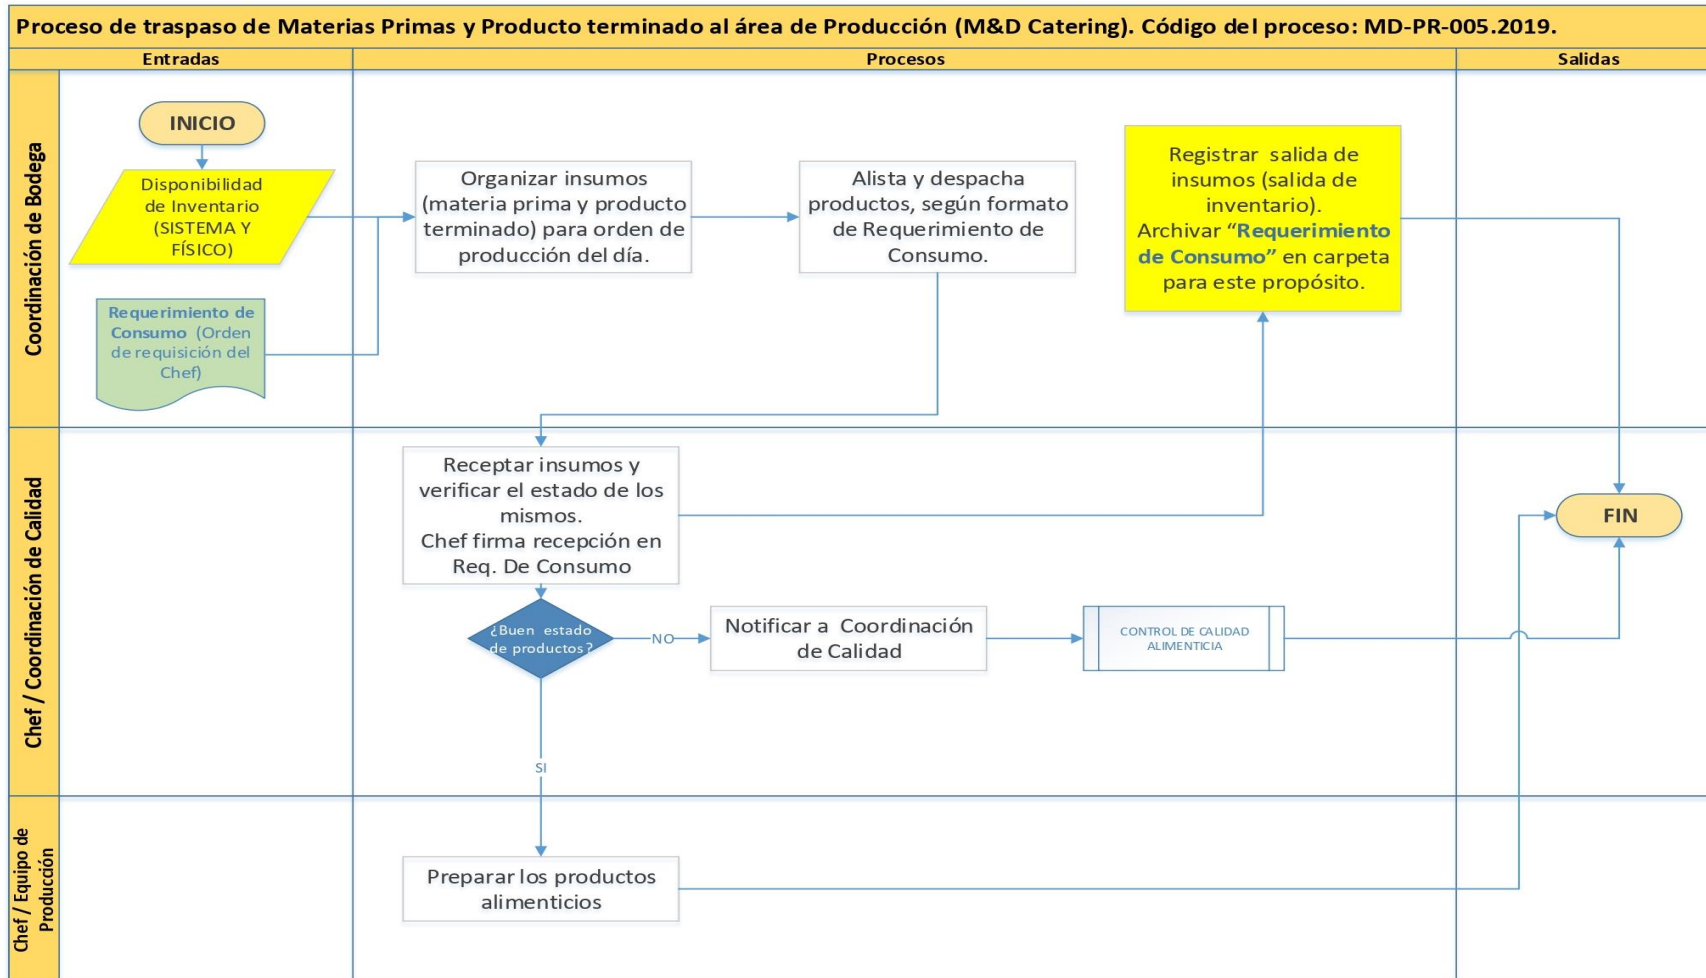 Proceso de traspaso de Materias Primas y Producto terminado al área de Producción (M&D Catering). Código del proceso: MD-PR-005.2019.
Entradas
Procesos
Salidas
Coordinación de Bodega
INICIO
Disponibilidad
de Inventario
(SISTEMA Y
FÍSICO)
Requerimiento de
Consumo (Orden
de requisición del
Chef)
Organizar insumos
(materia prima y producto
terminado) para orden de
producción del día.
Alista y despacha
productos, según formato
de Requerimiento de
Consumo.
Registrar salida de
insumos (salida de
inventario).
Archivar “Requerimiento
de Consumo” en carpeta
para este propósito.
Chef / Coordinación de Calidad
Receptar insumos y
verificar el estado de los
mismos.
Chef firma recepción en
Req. De Consumo
¿Buen estado
de productos?
NO
Notificar a Coordinación
de Calidad
CONTROL DE CALIDAD
ALIMENTICIA
FIN
SI
Chef / Equipo de
Producción
Preparar los productos
alimenticios